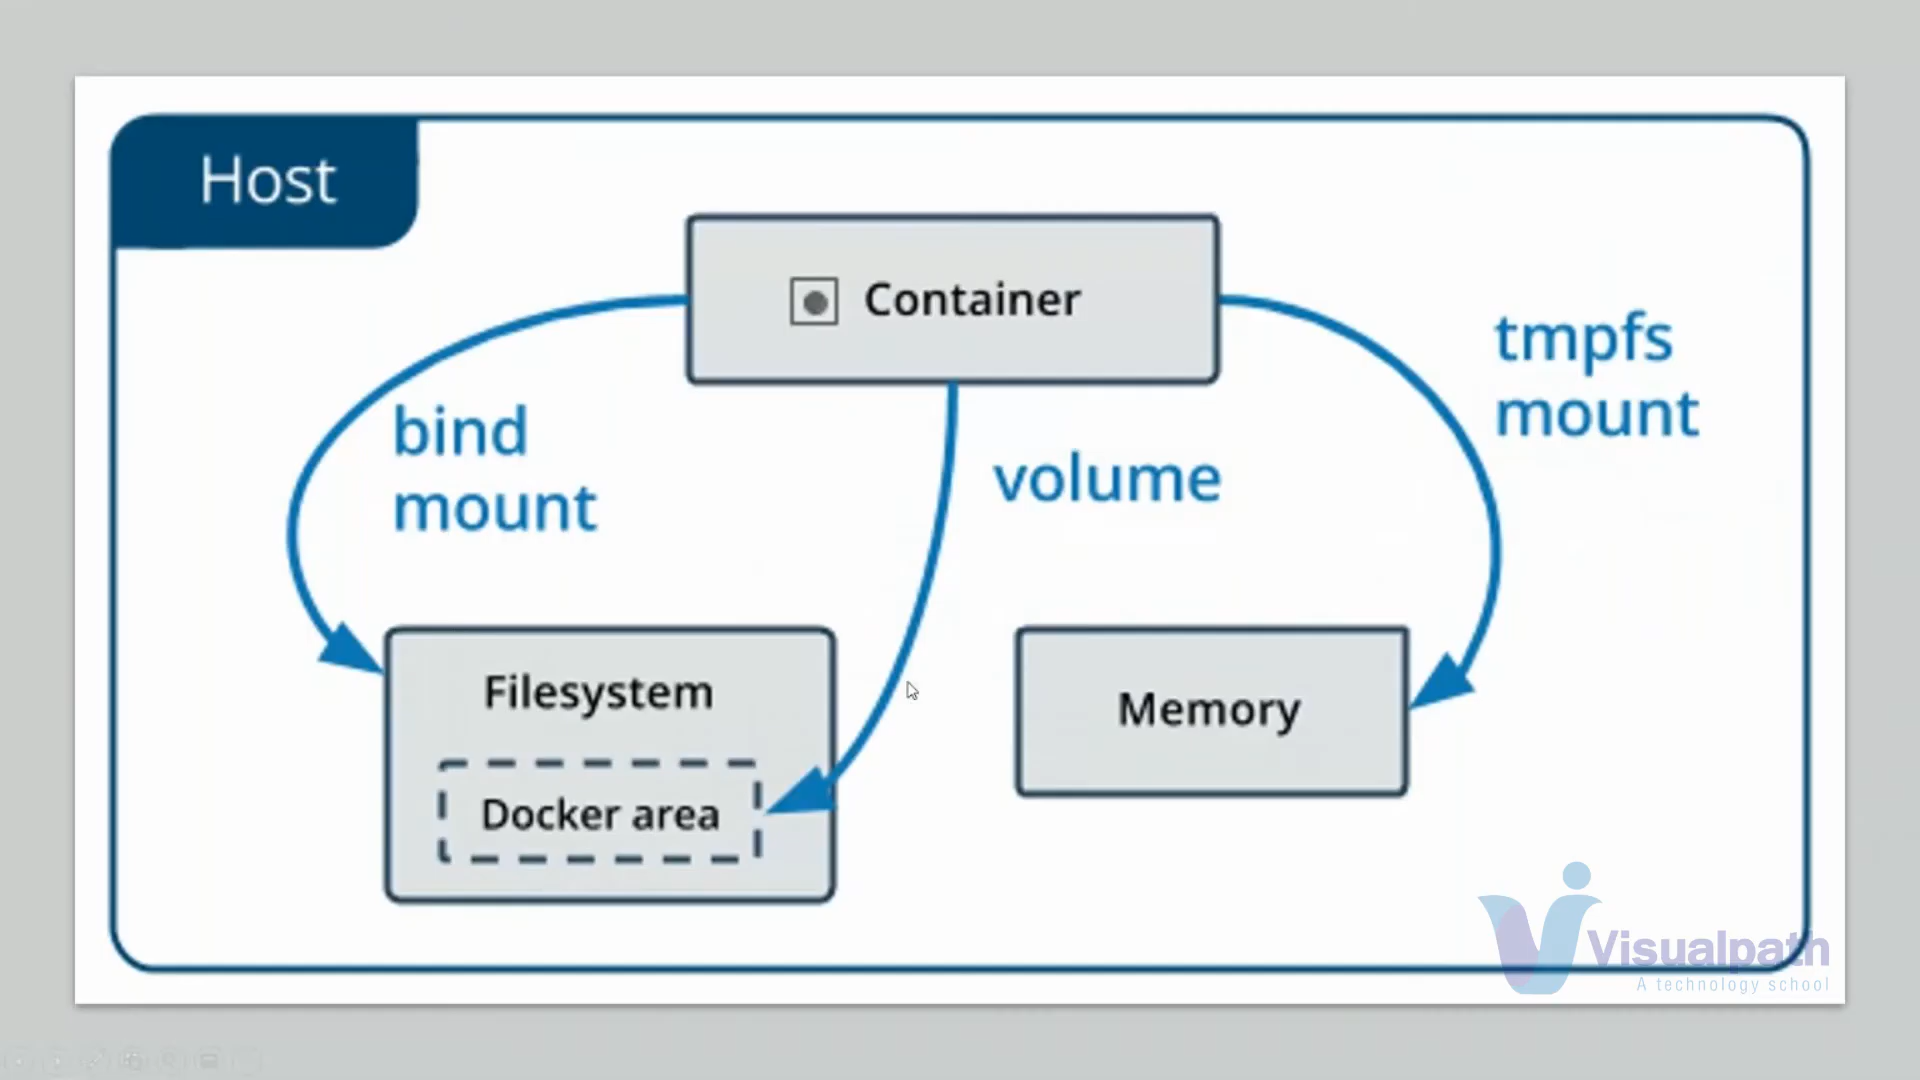 Host
Container
tmpfs
mount
bind
mount
volume
Filesystem
Memory
Docker area
Visualpath
A technology school